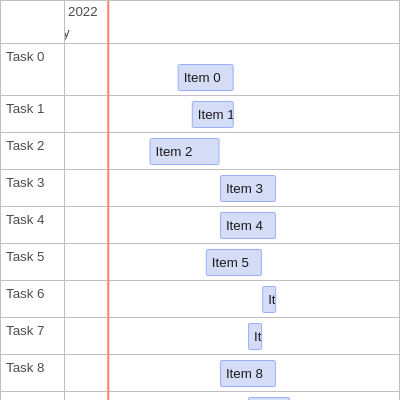 2022
y
Task 0
Item 0
Task 1
Item 1
Task 2
Item 2
Task 3
Item 3
Task 4
Item 4
Task 5
Item 5
Task 6
It
Task 7
It
Task 8
Item 8